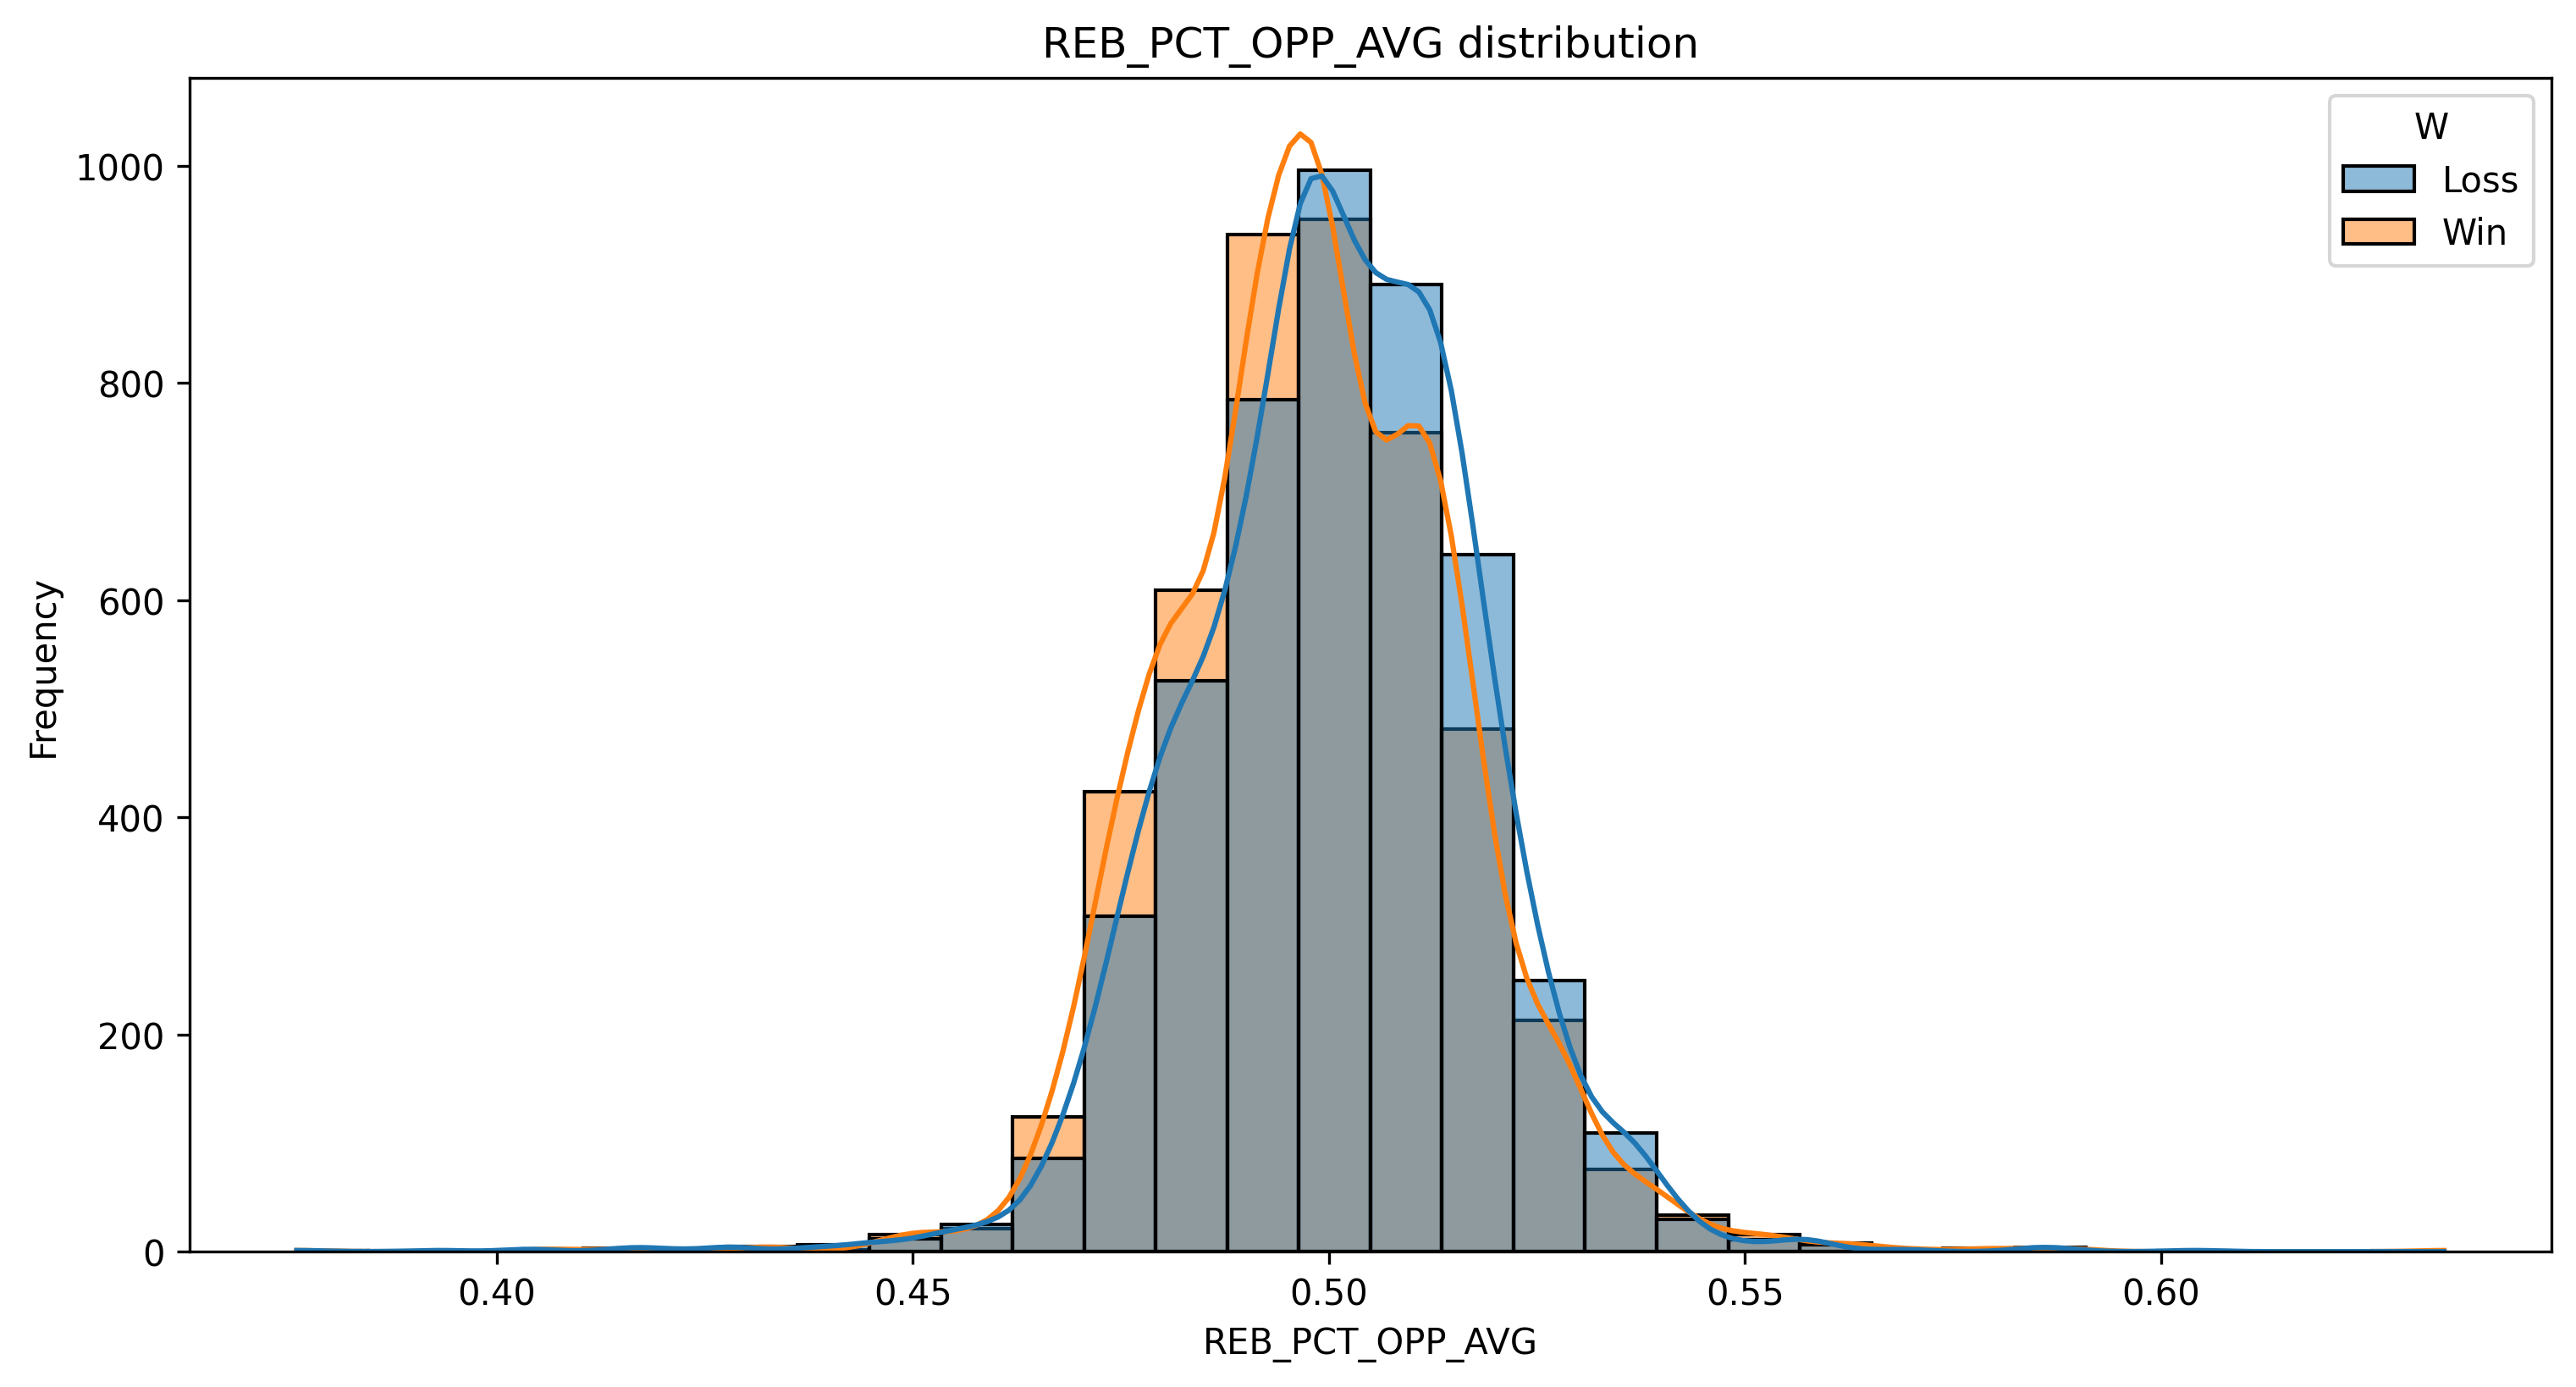 REB_PCT_OPP_AVG distribution
W
Loss
Win
Frequency
1000
800
600
400
200
0
0.40 0.45 0.50 0.55 0.60
REB_PCT_OPP_AVG